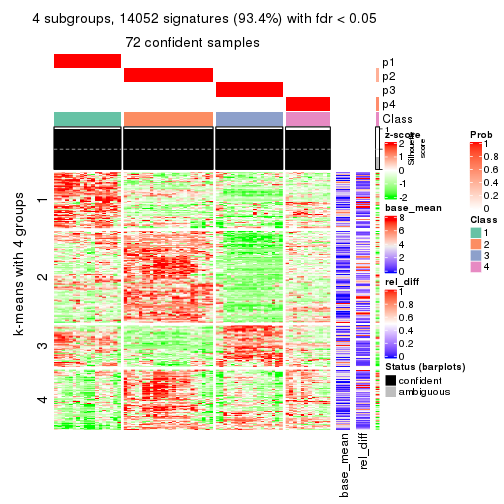 4 subgroups, 14052 signatures (93.4%) with fdr < 0.05
72 confident samples
p1
p2
p3
p4
Class
1
Silhouette
score
k-means with 4 groups
1
2
3
4
z-score
2
1
0
-1
-2
base_mean
8
6
4
2
0
rel_diff
1
0.8
0.6
0.4
0.2
0
Status (barplots)
confident
ambiguous
Prob
1
0.8
0.6
0.4
0.2
0
Class
1
2
3
4
base_mean
rel_diff